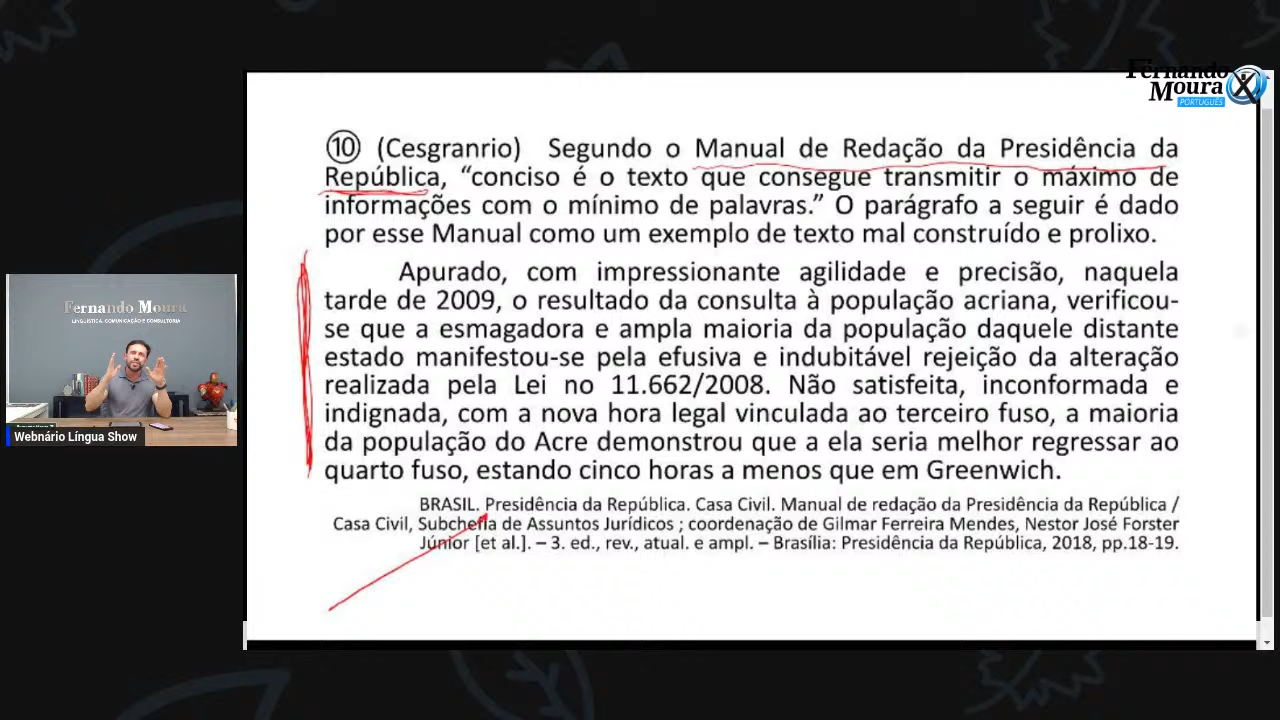 Fernando
Moura
PORTUGUÊS
⑩ (Cesgranrio) Segundo o Manual de Redação da Presidência da
República, “conciso é o texto que consegue transmitir o máximo de
informações com o mínimo de palavras.” O parágrafo a seguir é dado
por esse Manual como um exemplo de texto mal construído e prolixo.
Apurado, com impressionante agilidade e precisão, naquela
tarde de 2009, o resultado da consulta à população acriana, verificou-
se que a esmagadora e ampla maioria da população daquele distante
estado manifestou-se pela efusiva e indubitável rejeição da alteração
realizada pela Lei no 11.662/2008. Não satisfeita, inconformada e
indignada, com a nova hora legal vinculada ao terceiro fuso, a maioria
da população do Acre demonstrou que a ela seria melhor regressar ao
quarto fuso, estando cinco horas a menos que em Greenwich.
BRASIL. Presidência da República. Casa Civil. Manual de redação da Presidência da República /
Casa Civil, Subchefia de Assuntos Jurídicos ; coordenação de Gilmar Ferreira Mendes, Nestor José Forster
Júnior [et al.]. – 3. ed., rev., atual. e ampl. – Brasília: Presidência da República, 2018, pp.18-19.
Fernando Moura
LINGUÍSTICA, COMUNICAÇÃO E CONSULTORIA
Webnário Língua Show